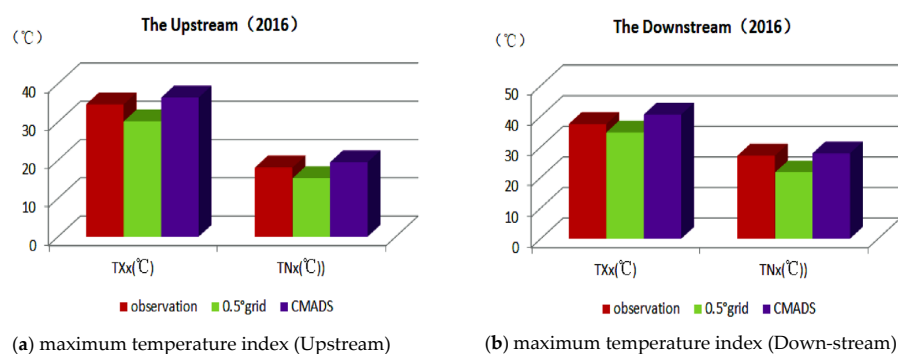 The Upstream（2016）
（℃）
40
30
20
10
0
TXx(℃)
TNx(℃))
observation
0.5°grid
CMADS
(a) maximum temperature index (Upstream)
The Downstream（2016）
(℃)
50
40
30
20
10
0
TXx(℃)
TNx(℃))
observation
0.5°grid
CMADS
(b) maximum temperature index (Down-stream)